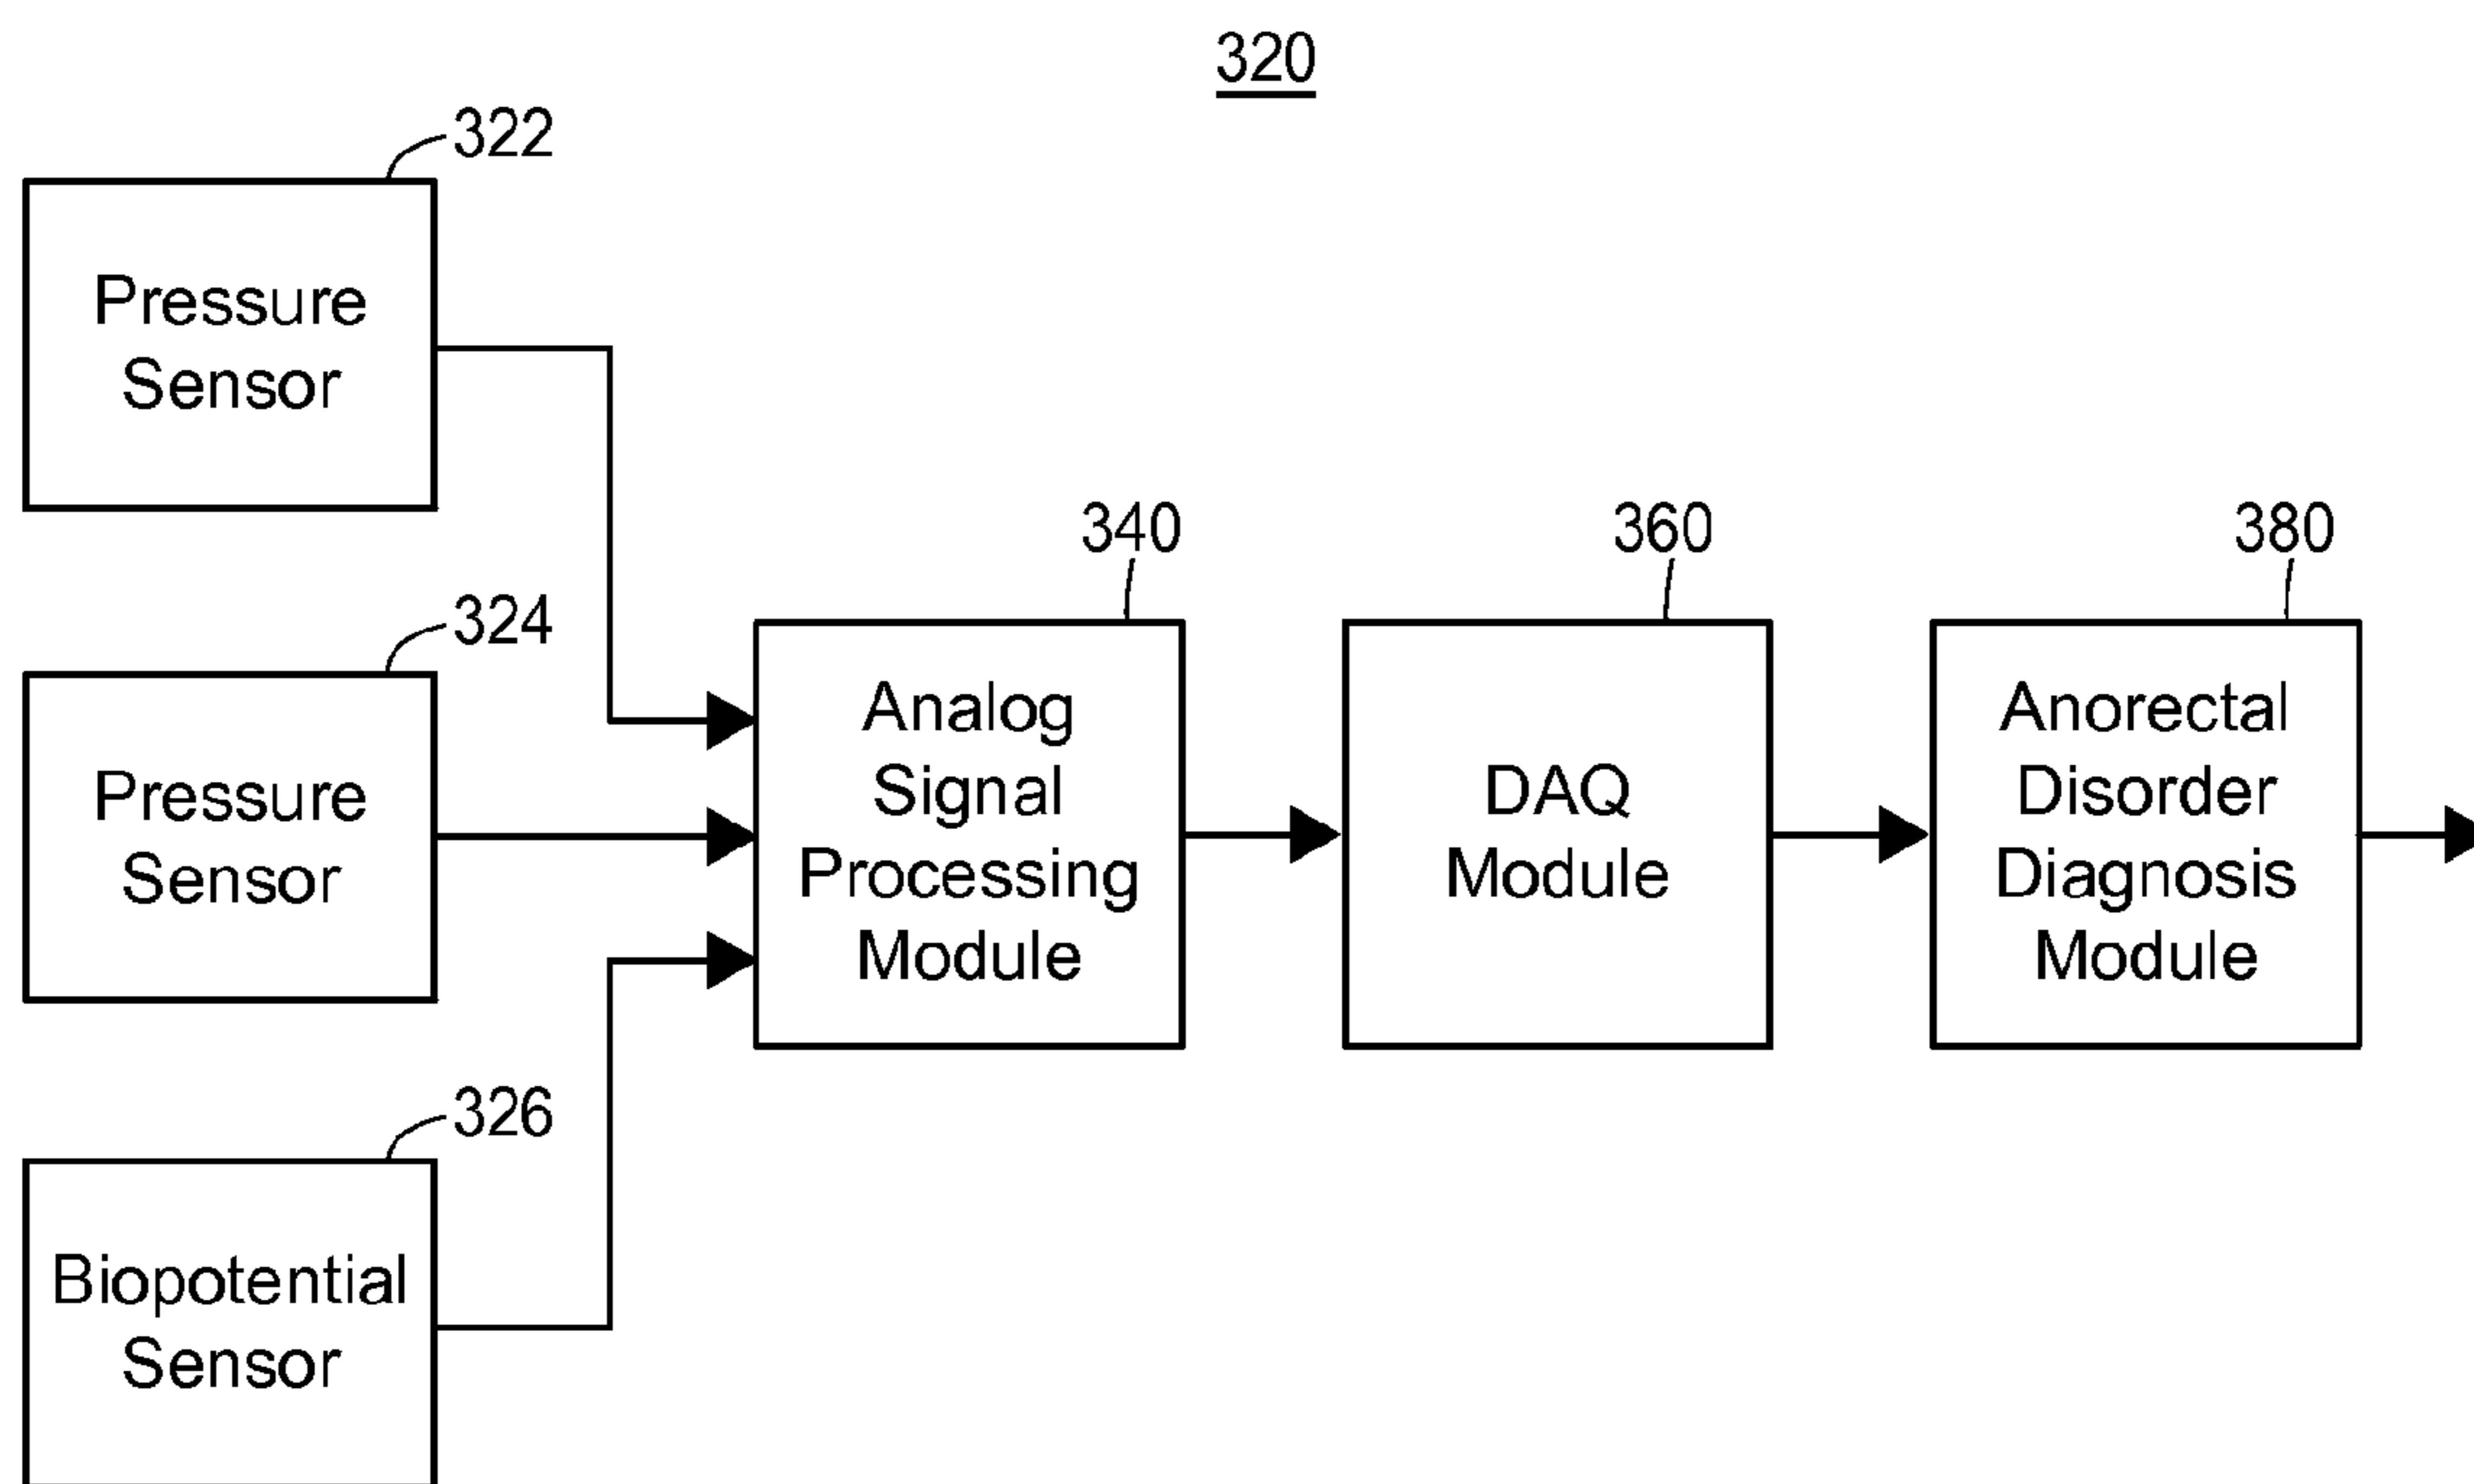 320
322
Pressure
Sensor
324
Pressure
Sensor
326
Biopotential
Sensor
340
Analog
Signal
Processing
Module
360
DAQ
Module
380
Anorectal
Disorder
Diagnosis
Module